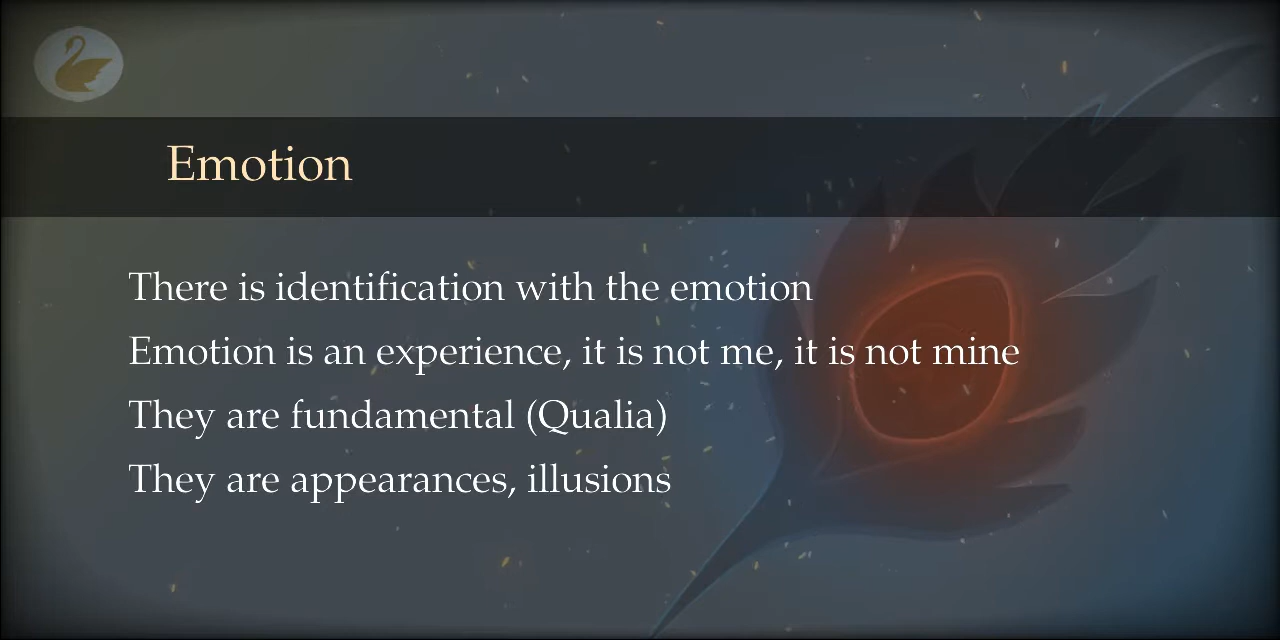 Emotion
There is identification with the emotion
Emotion is an experience, it is not me, it is not mine
They are fundamental (Qualia)
They are appearances, illusions